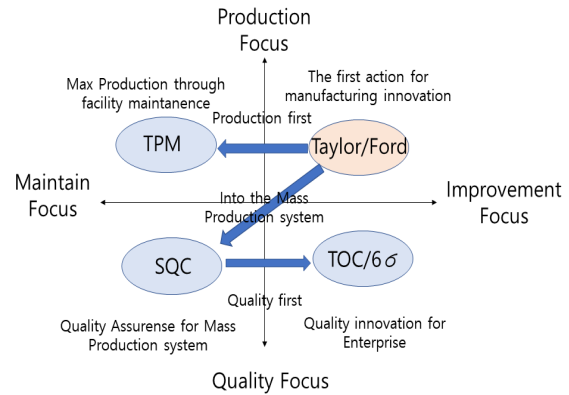 Production
Focus
Max Production through
facility maintanence
The first action for
manufacturing innovation
Production first
TPM
Taylor/Ford
Maintain
Focus
Into the Mass
Production system
Improvement
Focus
SQC
TOC/6σ
Quality first
Quality Assurense for Mass
Production system
Quality innovation for
Enterprise
Quality Focus